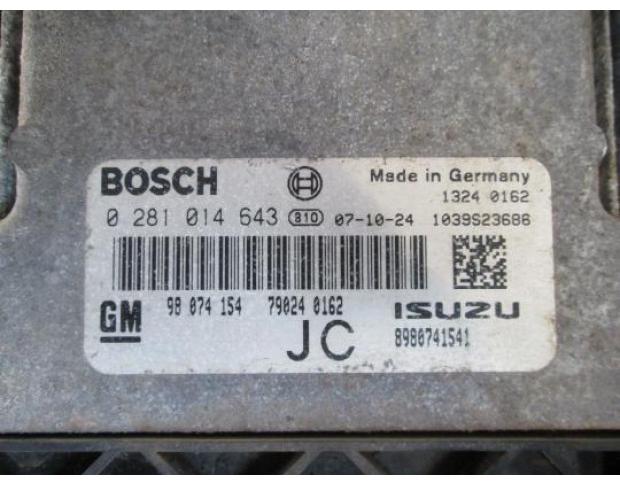 BOSCH Made in Germany
1324 0162
0 281 014 643 810 07-10-24 1039S23686
GM 98 074 154 79024 0162 ISUZU
JC 8980741541